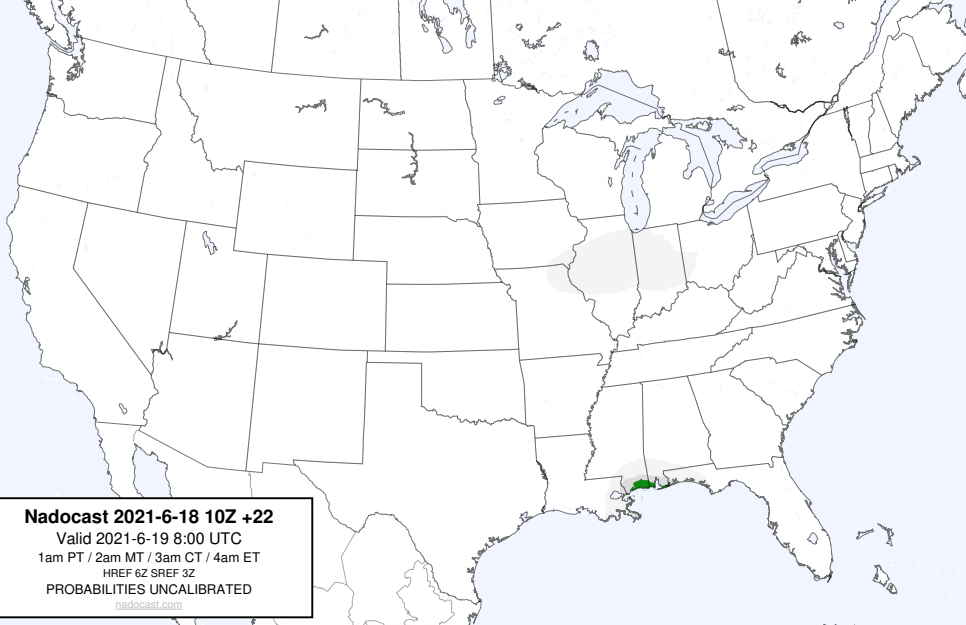 Nadocast 2021-6-18 10Z +22
Valid 2021-6-19 8:00 UTC
1am PT / 2am MT / 3am CT / 4am ET
HREF 6Z SREF 3Z
PROBABILITIES UNCALIBRATED
nadocast.com